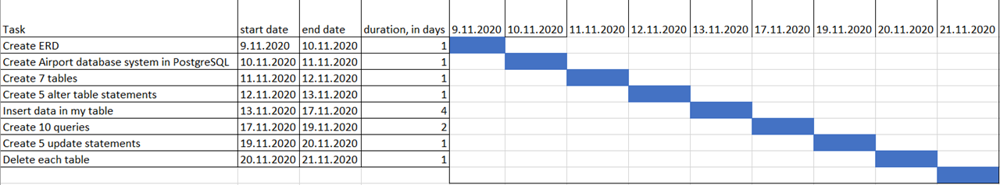 Task start date end date duration, in days 9.11.2020 10.11.2020 11.11.2020 12.11.2020 13.11.2020 17.11.2020 19.11.2020 20.11.2020 21.11.2020
Create ERD 9.11.2020 10.11.2020 1
Create Airport database system in PostgreSQL 10.11.2020 11.11.2020 1
Create 7 tables 11.11.2020 12.11.2020 1
Create 5 alter table statements 12.11.2020 13.11.2020 1
Insert data in my table 13.11.2020 17.11.2020 4
Create 10 queries 17.11.2020 19.11.2020 2
Create 5 update statements 19.11.2020 20.11.2020 1
Delete each table 20.11.2020 21.11.2020 1